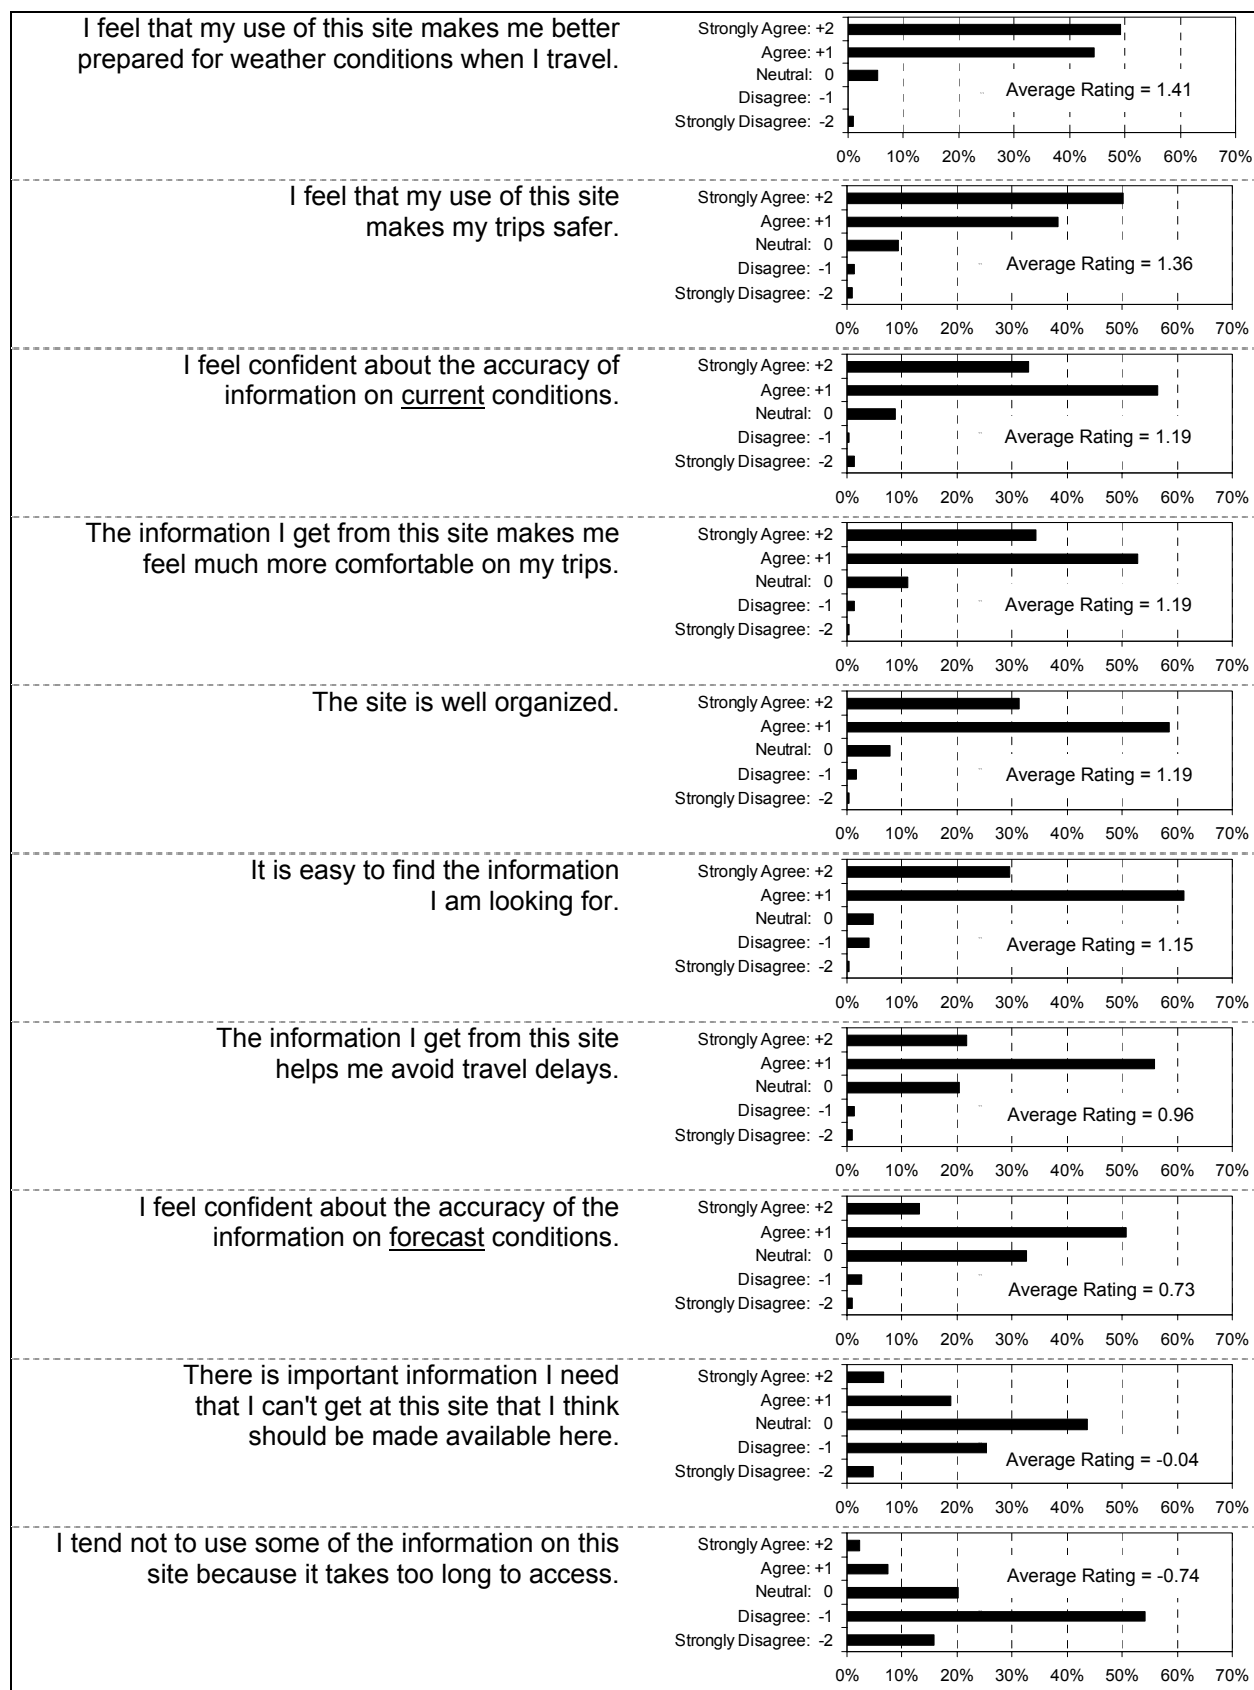 I feel that my use of this site makes me better
prepared for weather conditions when I travel.
Strongly Agree: +2
Agree: +1
Neutral: 0
Disagree: -1
Strongly Disagree: -2
Average Rating = 1.41
0% 10% 20% 30% 40% 50% 60% 70%
I feel that my use of this site
makes my trips safer.
Strongly Agree: +2
Agree: +1
Neutral: 0
Disagree: -1
Strongly Disagree: -2
Average Rating = 1.36
0% 10% 20% 30% 40% 50% 60% 70%
I feel confident about the accuracy of
information on current conditions.
Strongly Agree: +2
Agree: +1
Neutral: 0
Disagree: -1
Strongly Disagree: -2
Average Rating = 1.19
0% 10% 20% 30% 40% 50% 60% 70%
The information I get from this site makes me
feel much more comfortable on my trips.
Strongly Agree: +2
Agree: +1
Neutral: 0
Disagree: -1
Strongly Disagree: -2
Average Rating = 1.19
0% 10% 20% 30% 40% 50% 60% 70%
The site is well organized.
Strongly Agree: +2
Agree: +1
Neutral: 0
Disagree: -1
Strongly Disagree: -2
Average Rating = 1.19
0% 10% 20% 30% 40% 50% 60% 70%
It is easy to find the information
I am looking for.
Strongly Agree: +2
Agree: +1
Neutral: 0
Disagree: -1
Strongly Disagree: -2
Average Rating = 1.15
0% 10% 20% 30% 40% 50% 60% 70%
The information I get from this site
helps me avoid travel delays.
Strongly Agree: +2
Agree: +1
Neutral: 0
Disagree: -1
Strongly Disagree: -2
Average Rating = 0.96
0% 10% 20% 30% 40% 50% 60% 70%
I feel confident about the accuracy of the
information on forecast conditions.
Strongly Agree: +2
Agree: +1
Neutral: 0
Disagree: -1
Strongly Disagree: -2
Average Rating = 0.73
0% 10% 20% 30% 40% 50% 60% 70%
There is important information I need
that I can't get at this site that I think
should be made available here.
Strongly Agree: +2
Agree: +1
Neutral: 0
Disagree: -1
Strongly Disagree: -2
Average Rating = -0.04
0% 10% 20% 30% 40% 50% 60% 70%
I tend not to use some of the information on this
site because it takes too long to access.
Strongly Agree: +2
Agree: +1
Neutral: 0
Disagree: -1
Strongly Disagree: -2
Average Rating = -0.74
0% 10% 20% 30% 40% 50% 60% 70%